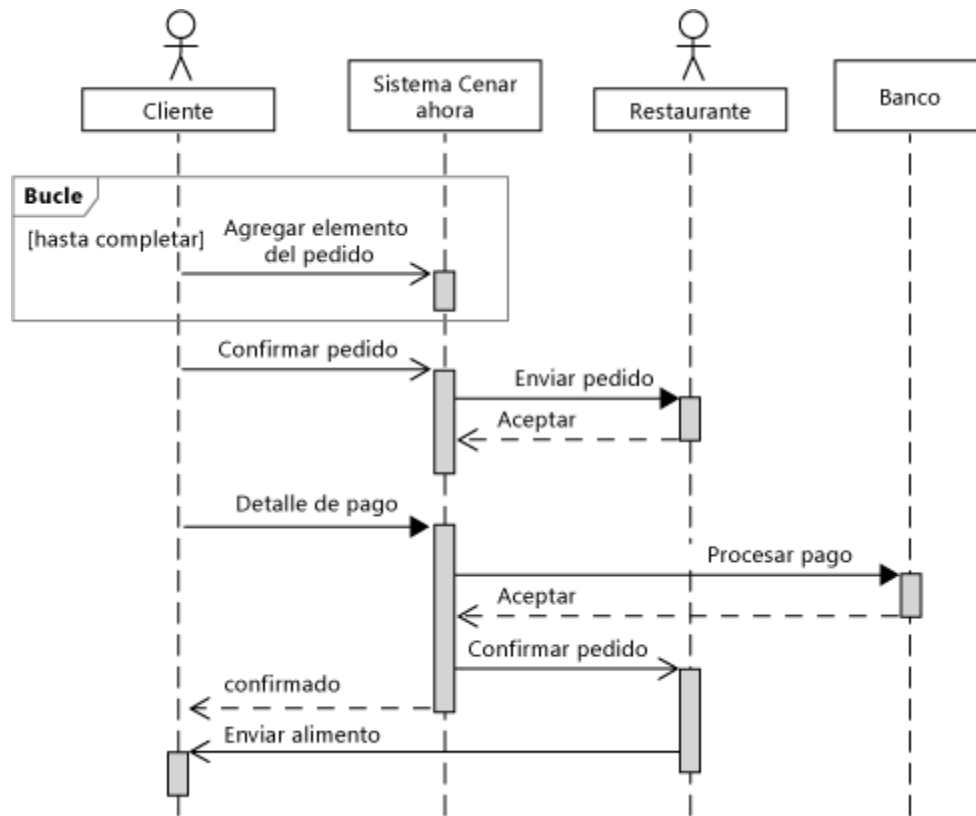 Cliente
Sistema Cenar
ahora
Restaurante
Banco
Bucle
[hasta completar]
Agregar elemento
del pedido
Confirmar pedido
Enviar pedido
Aceptar
Detalle de pago
Procesar pago
Aceptar
Confirmar pedido
confirmado
Enviar alimento